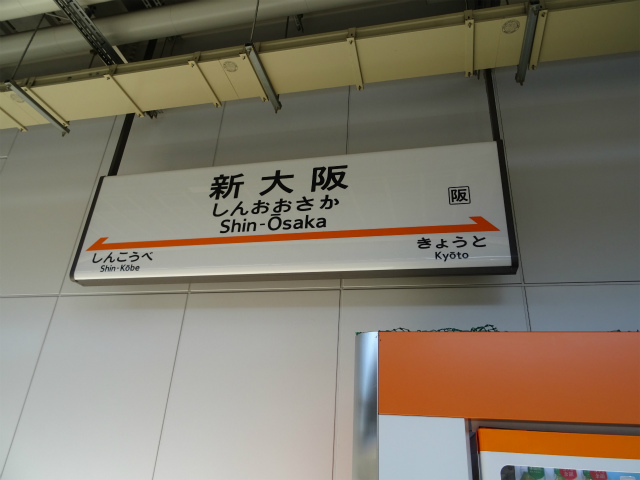 新大阪
しんおおさか
Shin-Ōsaka
阪
しんこうべ
Shin-Kōbe
きょうと
Kyōto